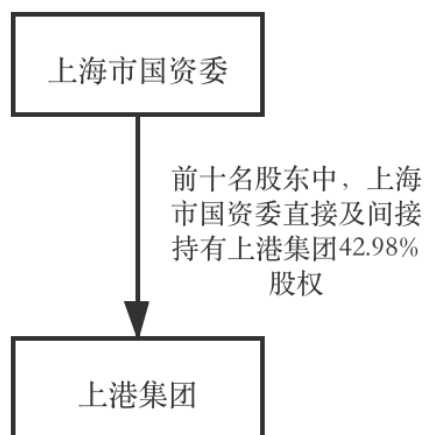 上海市国资委
前十名股东中，上海
市国资委直接及间接
持有上港集团42.98%
股权
上港集团